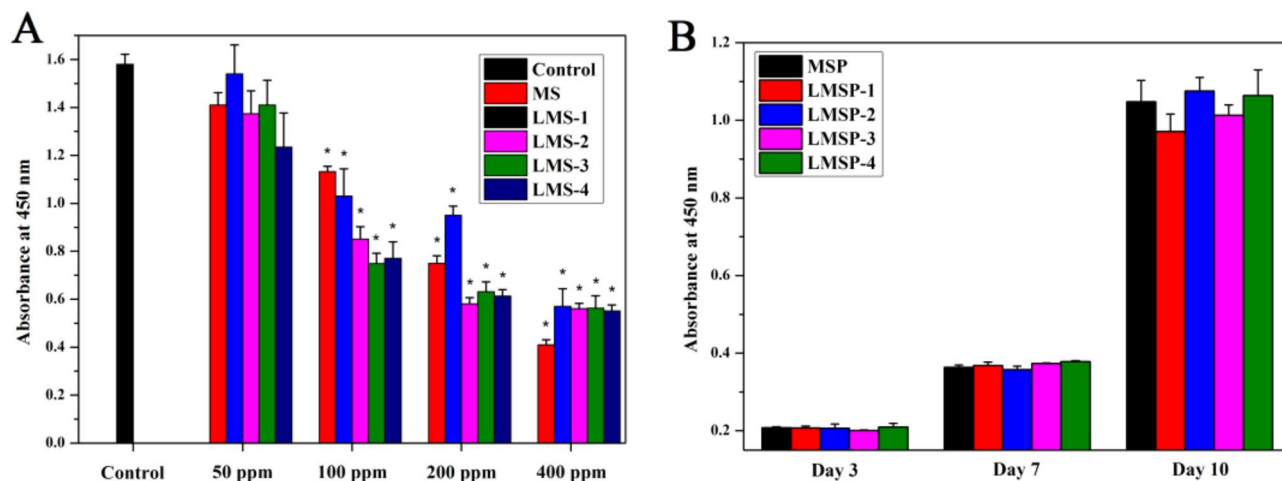 A
Absorbance at 450 nm
1.6
1.4
1.2
1.0
0.8
0.6
0.4
0.2
0.0
Control
MS
LMS-1
LMS-2
LMS-3
LMS-4
* *
* * *
* * * * *
* * * * *
Control 50 ppm 100 ppm 200 ppm 400 ppm
B
Absorbance at 450 nm
1.2
1.0
0.8
0.6
0.4
0.2
MSP
LMSP-1
LMSP-2
LMSP-3
LMSP-4
Day 3 Day 7 Day 10